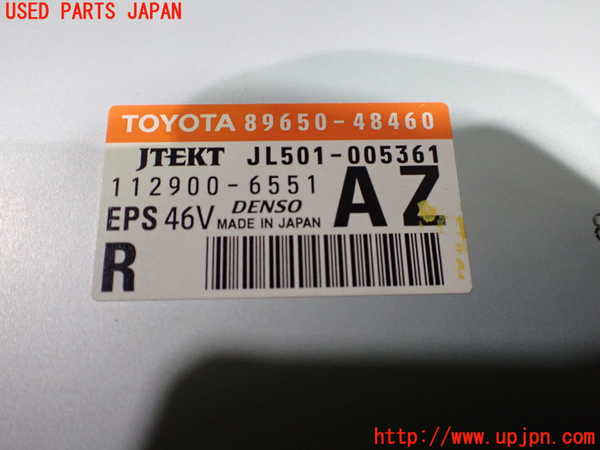 USED PARTS JAPAN
TOYOTA 89650-48460
JTEKT JL501-005361
112900-6551 AZ
EPS 46V DENSO MADE IN JAPAN
R
www.upjpn.com